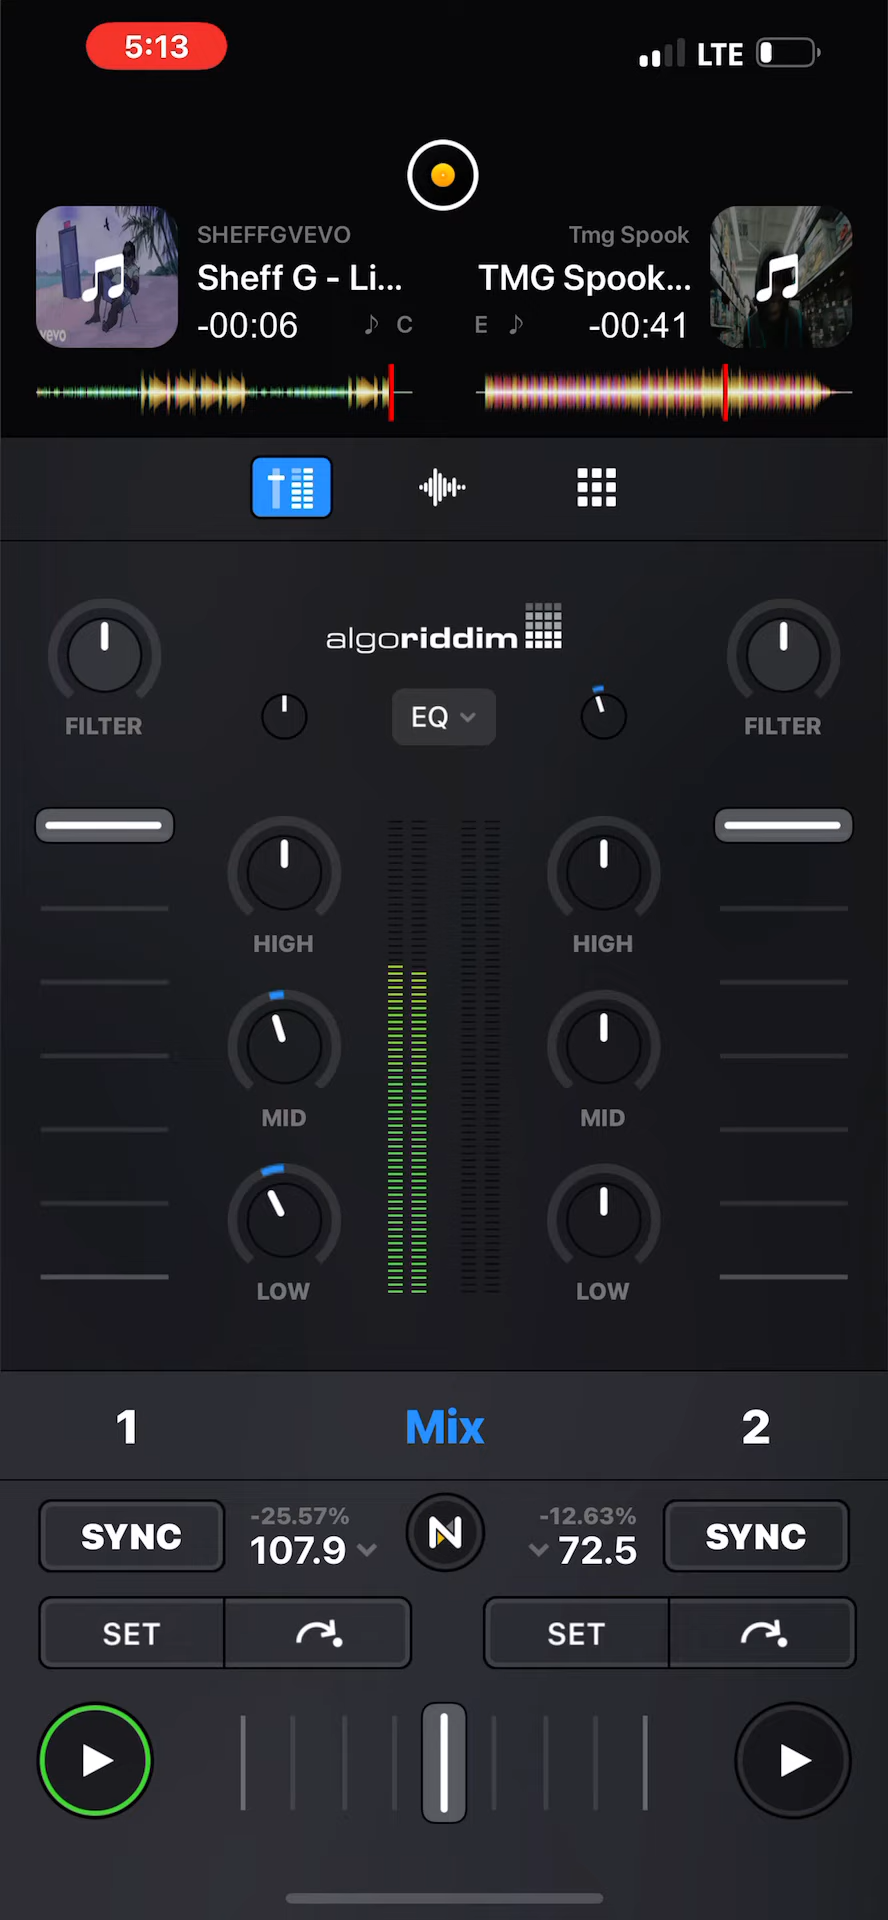 5:13
LTE
SHEFFGVEVO
Tmg Spook
Sheff G - Li...
TMG Spook...
-00:06
C
E
-00:41
vevo
algoriddim
FILTER
EQ
FILTER
HIGH
HIGH
MID
MID
LOW
LOW
1
Mix
2
SYNC
-25.57%
107.9
N
-12.63%
72.5
SYNC
SET
SET